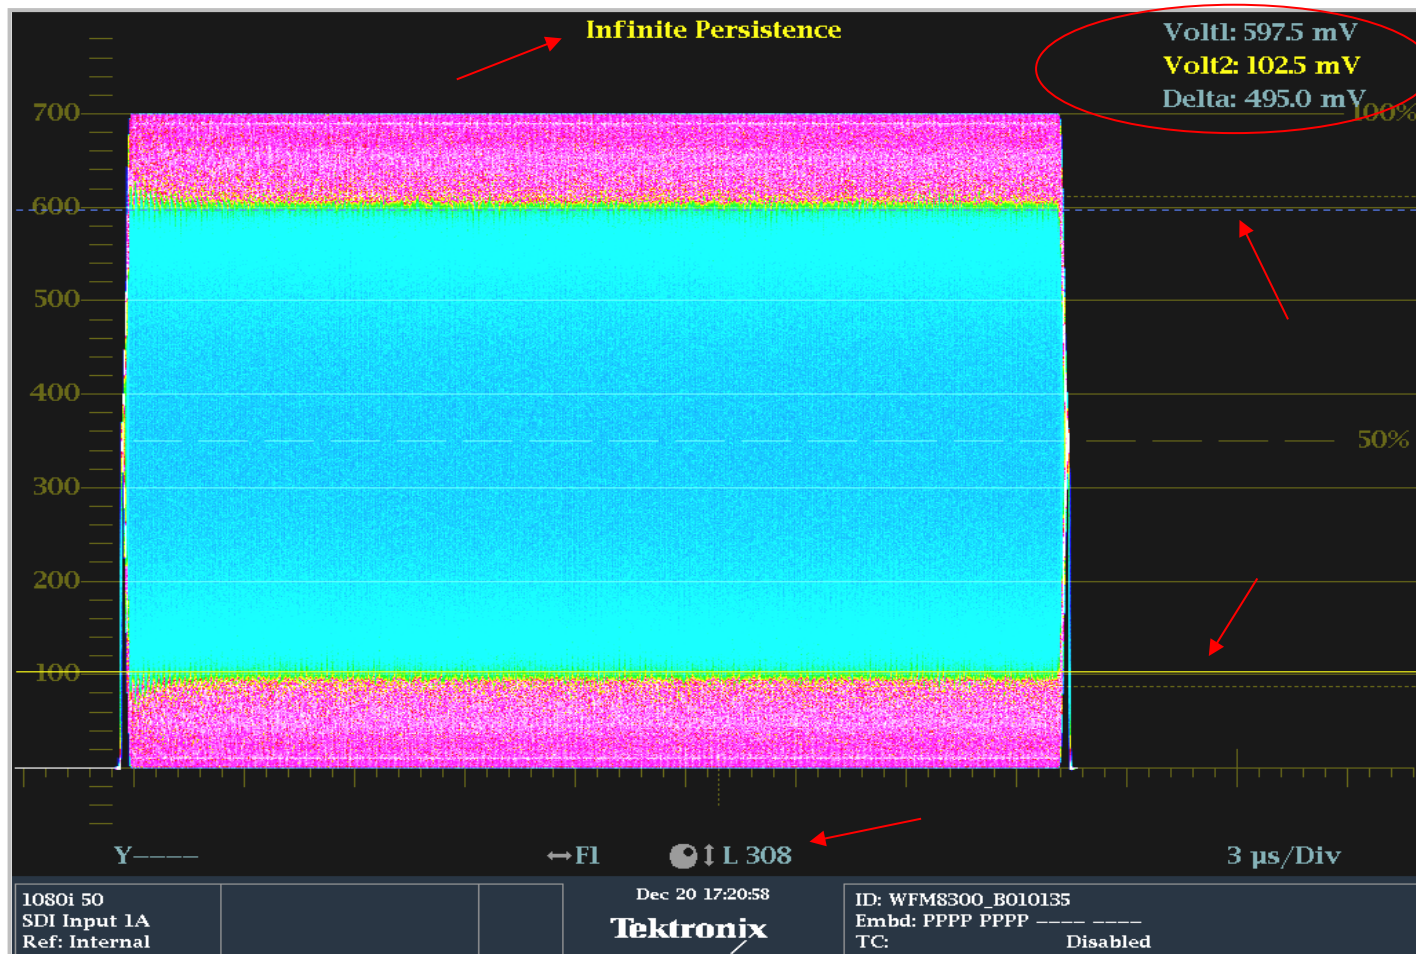 Infinite Persistence
Volt1: 597.5 mV
Volt2: 102.5 mV
Delta: 495.0 mV
700
100%
600
500
400
50%
300
200
100
Y----
F1
L 308
3 µs/Div
1080i 50
SDI Input 1A
Ref: Internal
Dec 20 17:20:58
Tektronix
ID: WFM8300_B010135
Embd: PPPP PPPP ---- ----
TC: Disabled